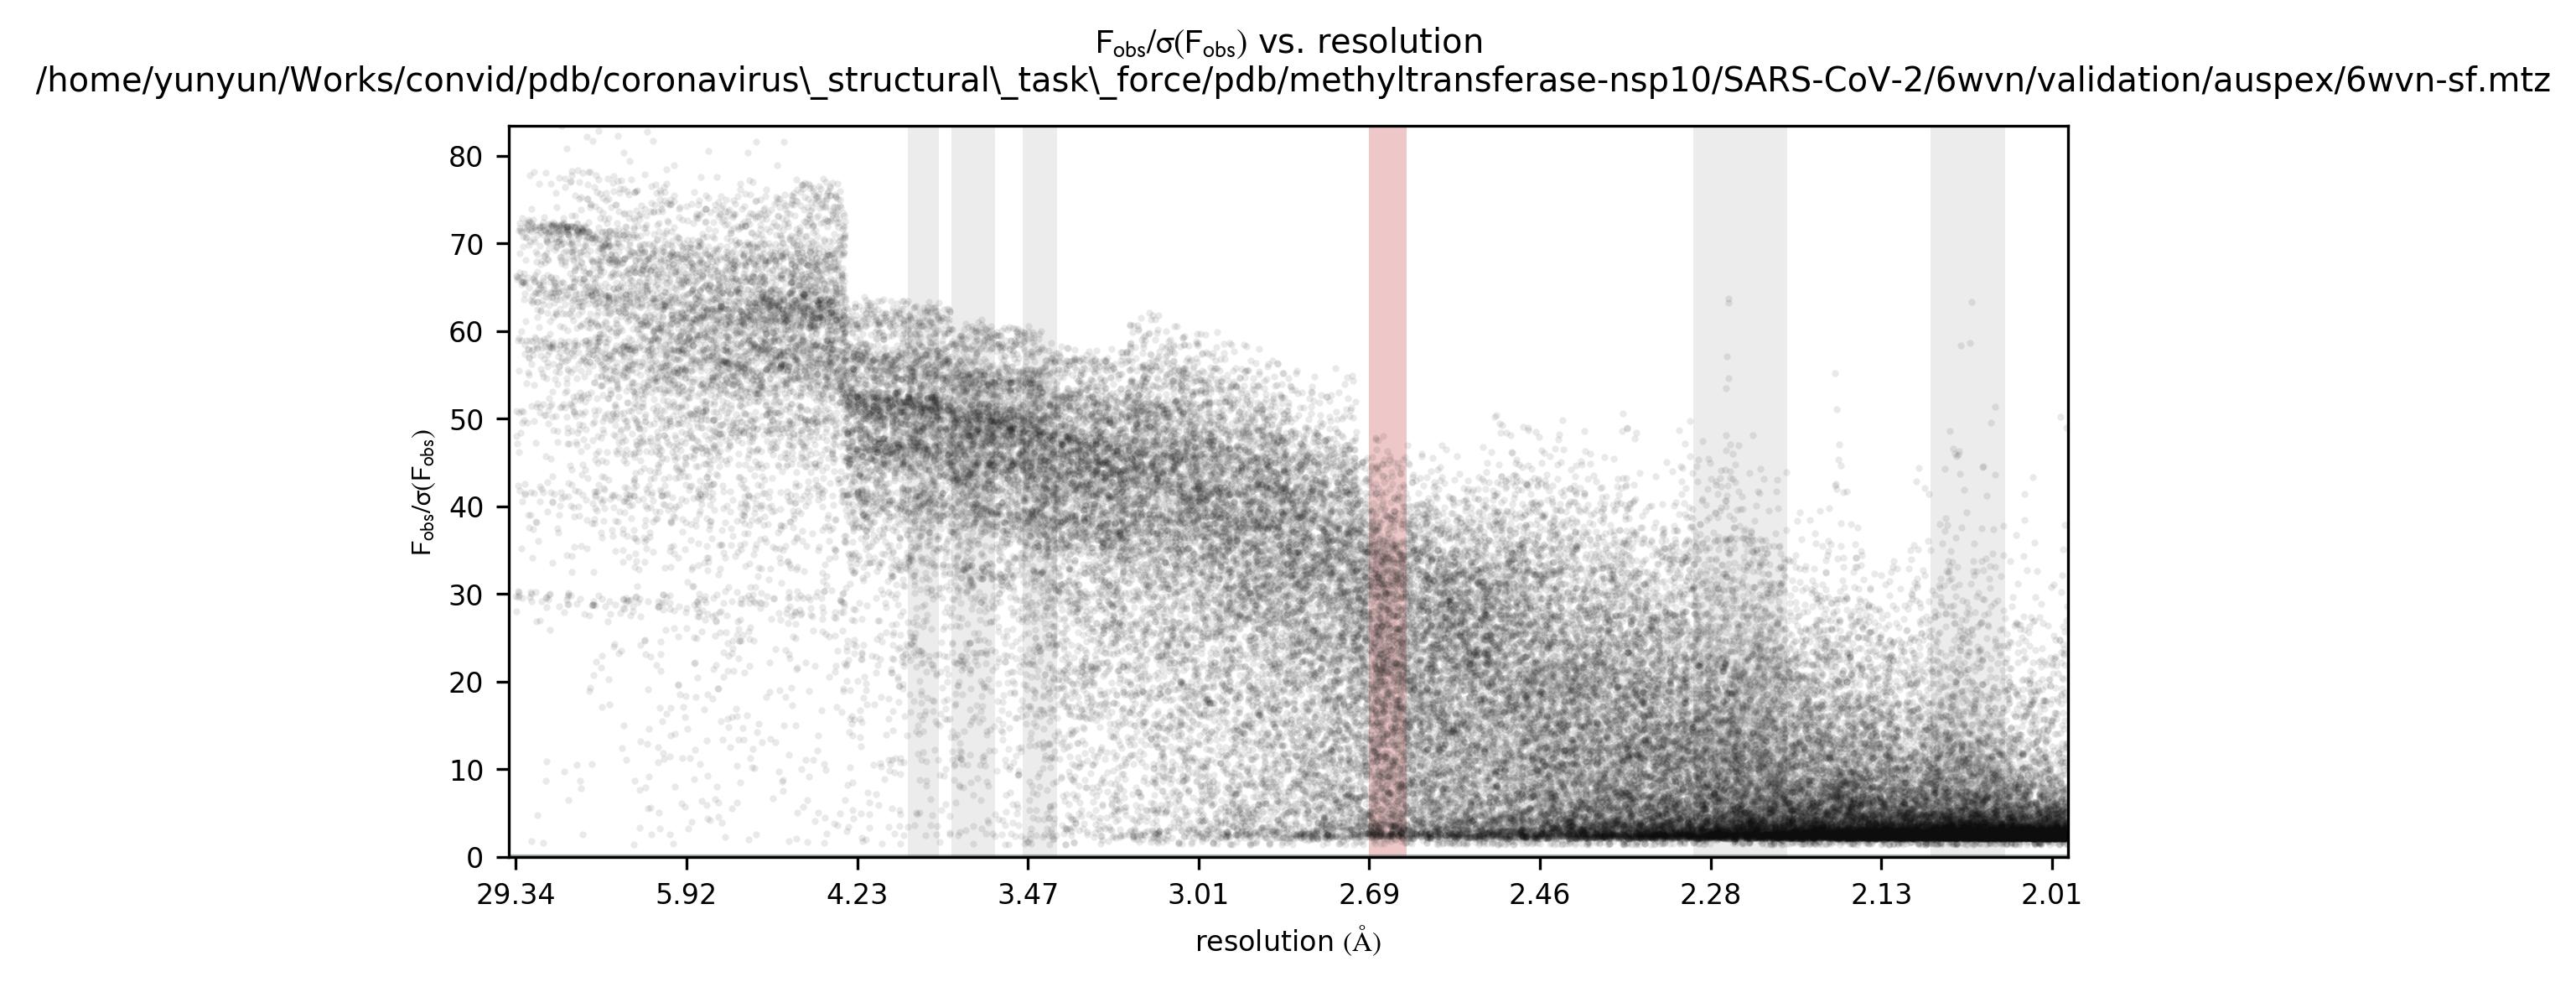 Fobs/σ(Fobs) vs. resolution
/home/yunyun/Works/convid/pdb/coronavirus\_structural\_task\_force/pdb/methyltransferase-nsp10/SARS-CoV-2/6wvn/validation/auspex/6wvn-sf.mtz
Fobs/σ(Fobs)
80
70
60
50
40
30
20
10
0
29.34 5.92 4.23 3.47 3.01 2.69 2.46 2.28 2.13 2.01
resolution (Å)